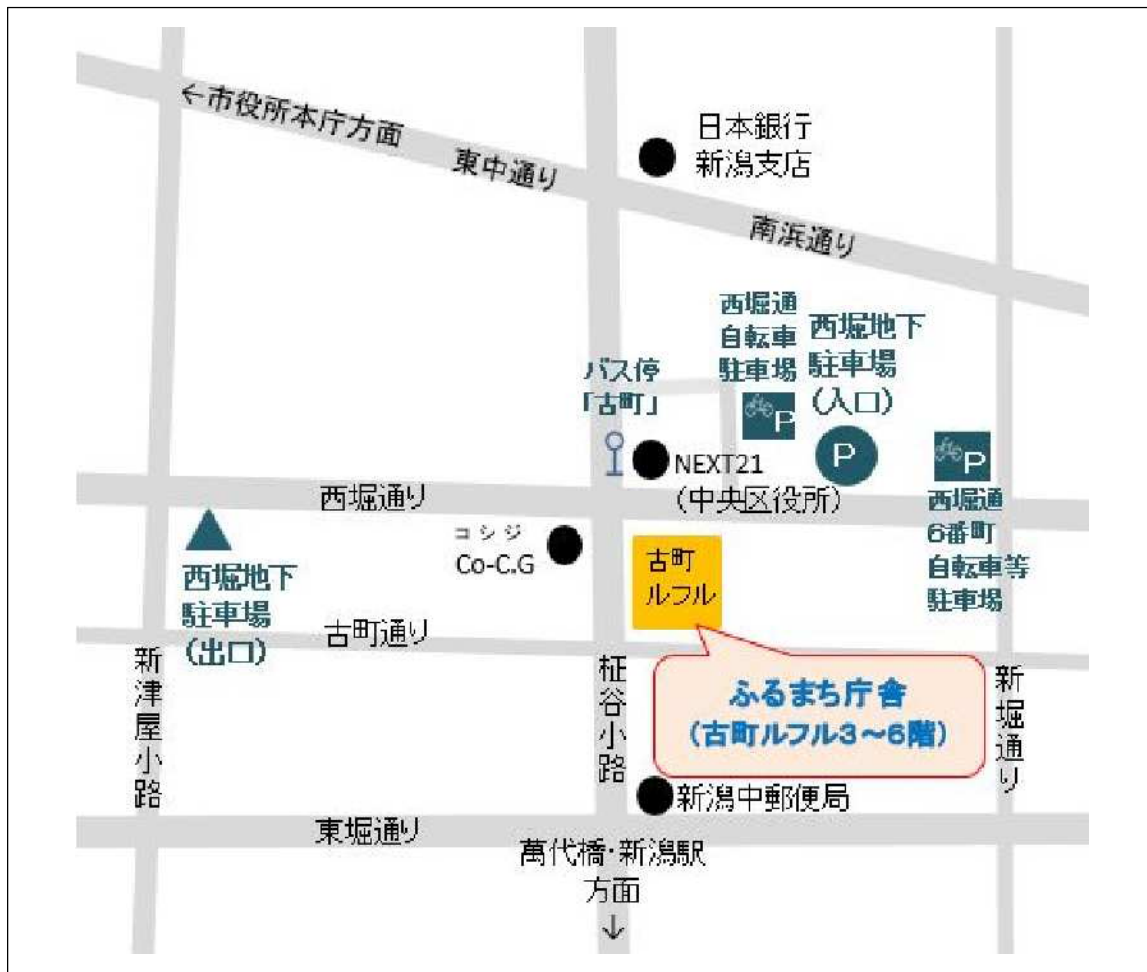 ←市役所本庁方面
東中通り
日本銀行
新潟支店
南浜通り
西堀通
自転車
駐車場
西堀地下
駐車場
(入口)
バス停
「古町」
P
P
P
NEXT21
(中央区役所)
西堀通り
西堀通
6番町
自転車等
駐車場
コシジ
Co-C.G
古町
ルフル
西堀地下
駐車場
(出口)
古町通り
ふるまち庁舎
(古町ルフル3～6階)
新津屋小路
柾谷小路
新堀通り
新潟中郵便局
東堀通り
萬代橋・新潟駅
方面
↓